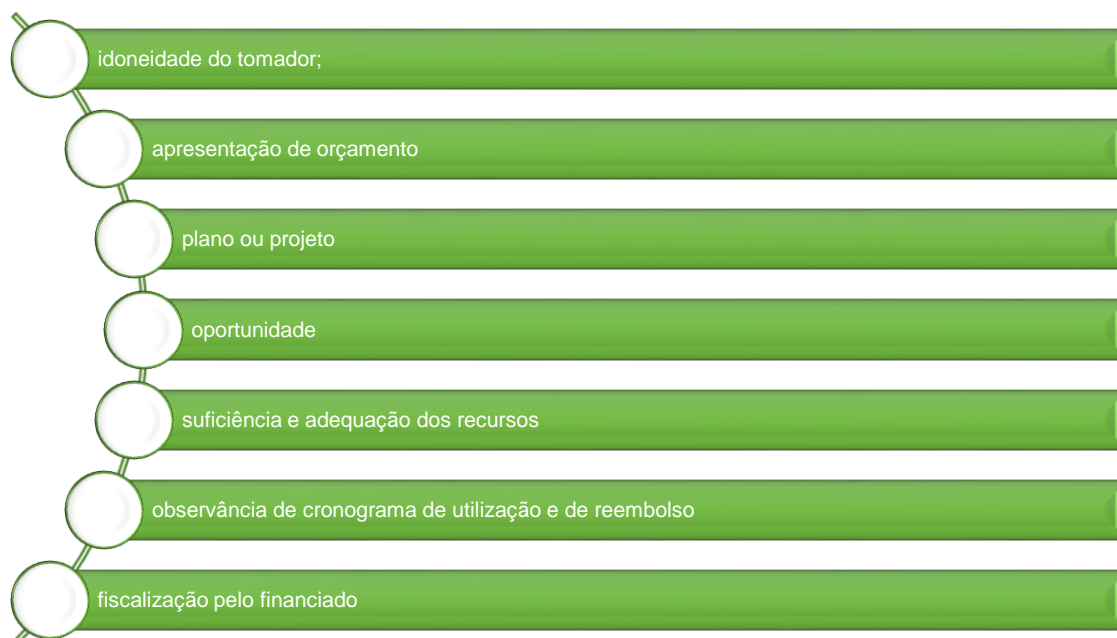 idoneidade do tomador;
apresentação de orçamento
plano ou projeto
oportunidade
suficiência e adequação dos recursos
observância de cronograma de utilização e de reembolso
fiscalização pelo financiado